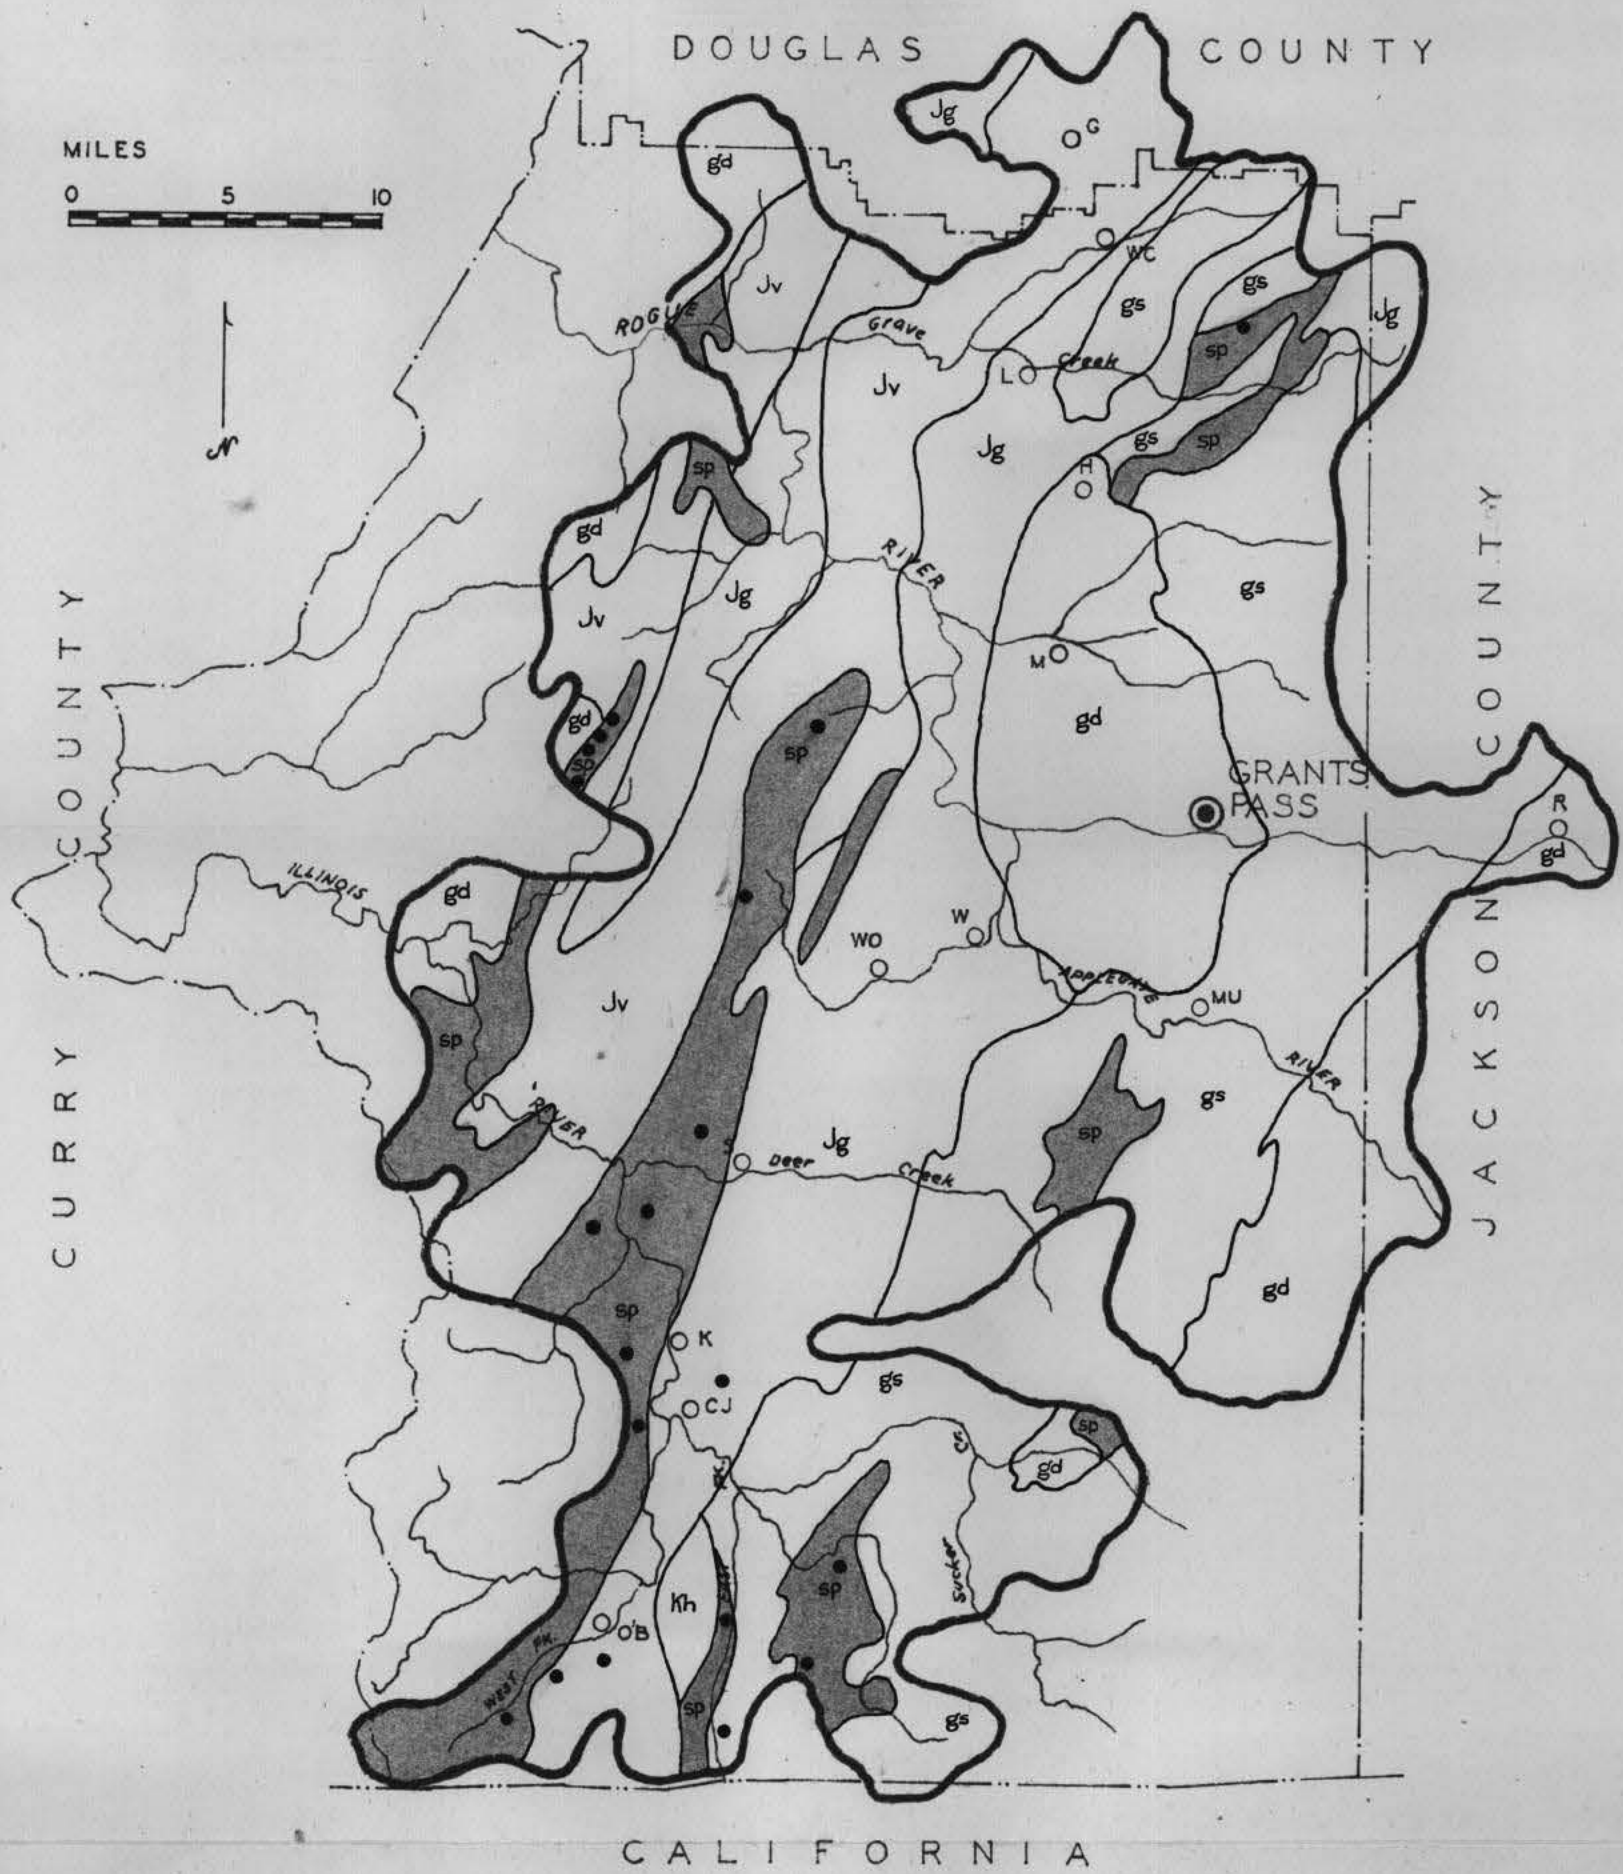 DOUGLAS COUNTY
MILES
0 5 10
N
Jg
G
gd
WC
Jv
gs
gs
Jg
ROGUE
Grave
Creek
sp
L
Jv
Jg
gs
sp
H
sp
gd
RIVER
gs
Jv
Jg
M
gd
gd
sp
sp
GRANTS
PASS
R
gd
ILLINOIS
gd
WO
W
APPLEGATE
MU
Jv
sp
RIVER
RIVER
gs
sp
Jg
S
Deer
Creek
gd
sp
K
gs
CJ
sp
CR.
gd
FK.
Sucker
EAST
sp
Kh
O'B
FK.
WEST
sp
gs
CURRY COUNTY
JACKSON COUNTY
CALIFORNIA